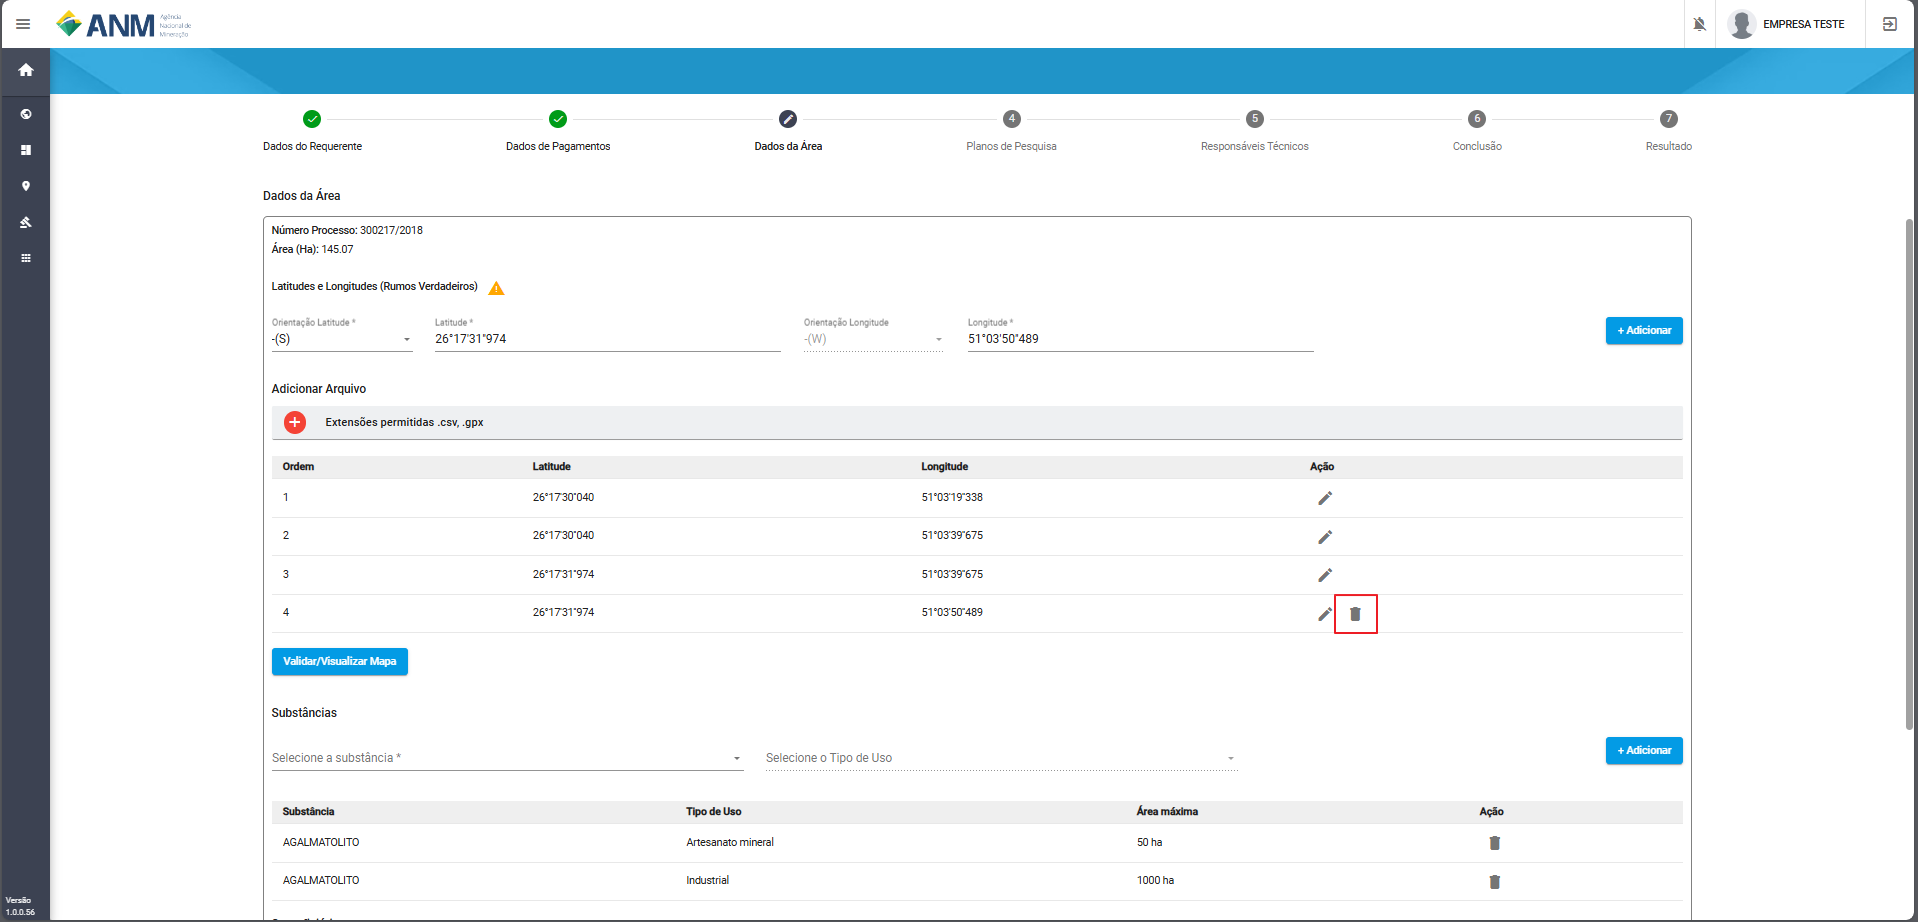 ANM Agência
Nacional de
Mineração
EMPRESA TESTE
4 5 6 7
Dados do Requerente Dados de Pagamentos Dados da Área Planos de Pesquisa Responsáveis Técnicos Conclusão Resultado
Dados da Área
Número Processo: 300217/2018
Área (Ha): 145.07
Latitudes e Longitudes (Rumos Verdadeiros)
Orientação Latitude * Latitude * Orientação Longitude Longitude *
-(S) 26°17'31"974 -(W) 51°03'50"489 + Adicionar
Adicionar Arquivo
Extensões permitidas .csv, .gpx
Ordem Latitude Longitude Ação
1 26°17'30"040 51°03'19"338
2 26°17'30"040 51°03'39"675
3 26°17'31"974 51°03'39"675
4 26°17'31"974 51°03'50"489
Validar/Visualizar Mapa
Substâncias
Selecione a substância * Selecione o Tipo de Uso + Adicionar
Substância Tipo de Uso Área máxima Ação
AGALMATOLITO Artesanato mineral 50 ha
AGALMATOLITO Industrial 1000 ha
Versão
1.0.0.56